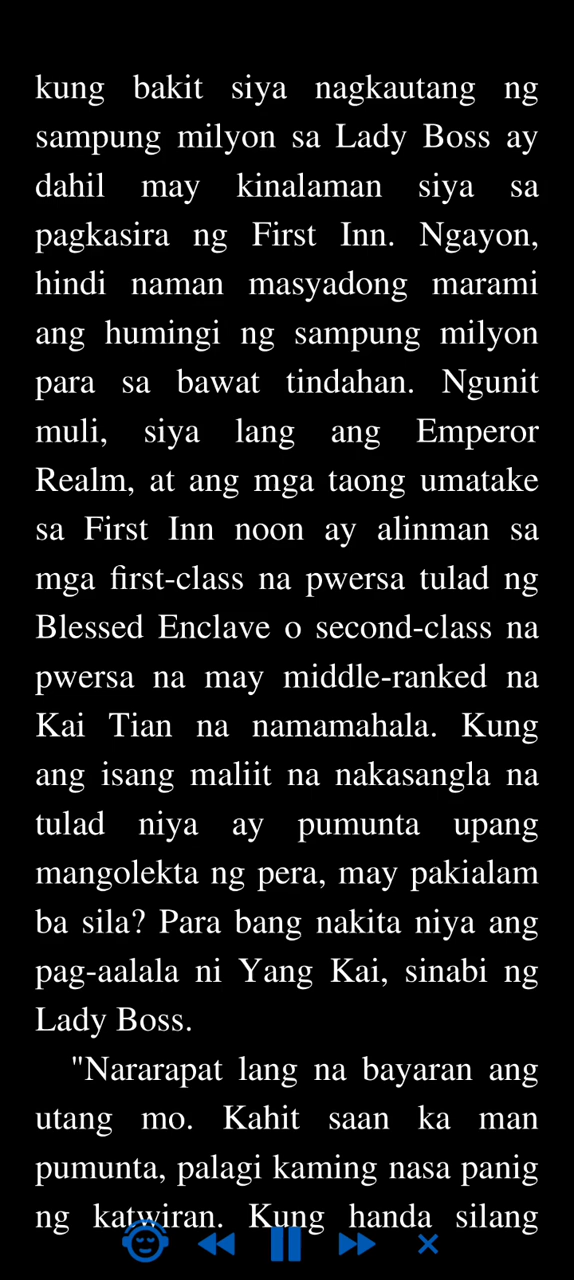 kung bakit siya nagkautang ng
sampung milyon sa Lady Boss ay
dahil may kinalaman siya sa
pagkasira ng First Inn. Ngayon,
hindi naman masyadong marami
ang humingi ng sampung milyon
para sa bawat tindahan. Ngunit
muli, siya lang ang Emperor
Realm, at ang mga taong umatake
sa First Inn noon ay alinman sa
mga first-class na pwersa tulad ng
Blessed Enclave o second-class na
pwersa na may middle-ranked na
Kai Tian na namamahala. Kung
ang isang maliit na nakasangla na
tulad niya ay pumunta upang
mangolekta ng pera, may pakialam
ba sila? Para bang nakita niya ang
pag-aalala ni Yang Kai, sinabi ng
Lady Boss.
"Nararapat lang na bayaran ang
utang mo. Kahit saan ka man
pumunta, palagi kaming nasa panig
ng katwiran. Kung handa silang